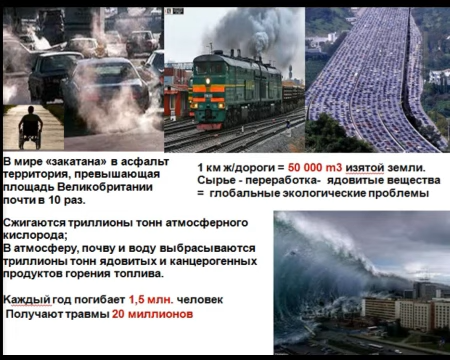 В мире «закатана» в асфальт
территория, превышающая
площадь Великобритании
почти в 10 раз.
1 км ж/дороги = 50 000 m3 изятой земли.
Сырье - переработка- ядовитые вещества
= глобальные экологические проблемы
Сжигаются триллионы тонн атмосферного
кислорода;
В атмосферу, почву и воду выбрасываются
триллионы тонн ядовитых и канцерогенных
продуктов горения топлива.
Каждый год погибает 1,5 млн. человек
Получают травмы 20 миллионов